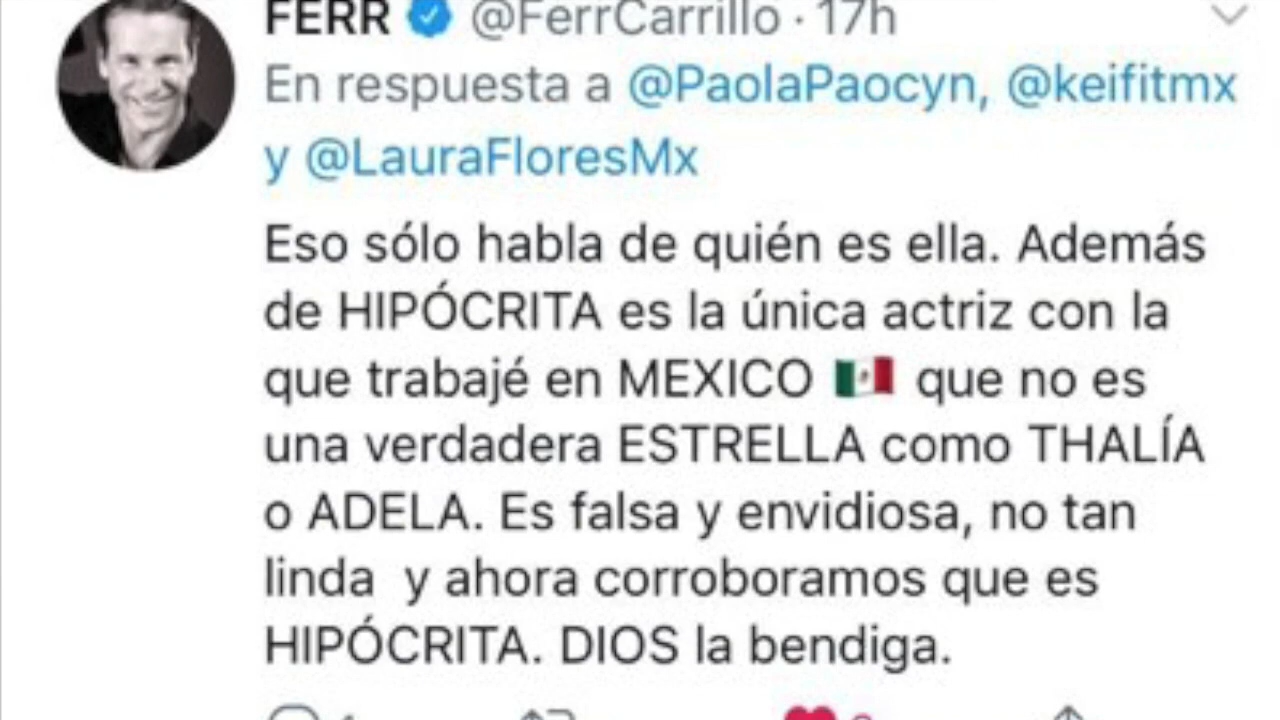 FERR @FerrCarrillo · 17h
En respuesta a @PaolaPaocyn, @keifitmx
y @LauraFloresMx
Eso sólo habla de quién es ella. Además
de HIPÓCRITA es la única actriz con la
que trabajé en MEXICO 🇲🇽 que no es
una verdadera ESTRELLA como THALÍA
o ADELA. Es falsa y envidiosa, no tan
linda y ahora corroboramos que es
HIPÓCRITA. DIOS la bendiga.